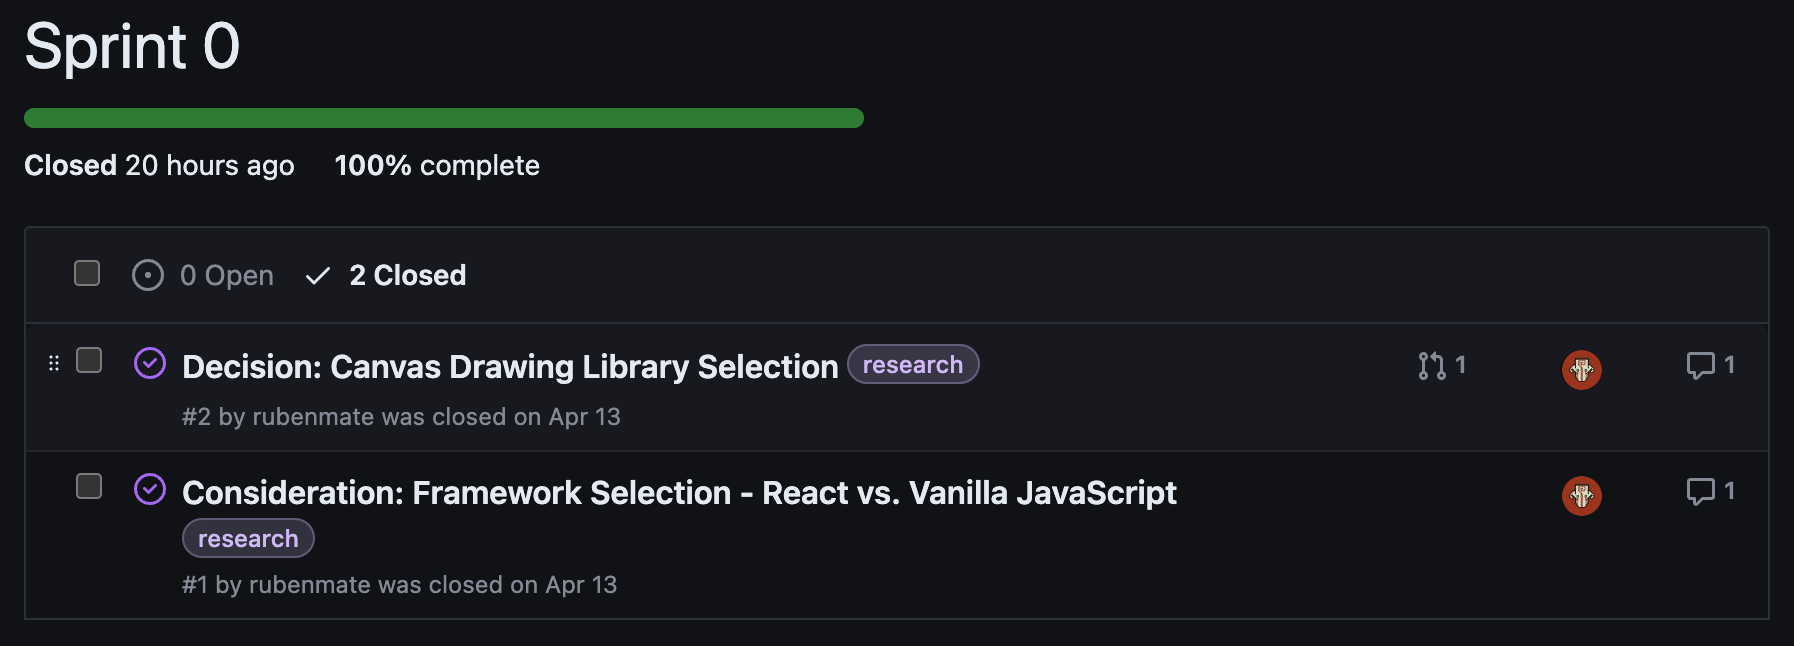 Sprint 0
Closed 20 hours ago 100% complete
0 Open 2 Closed
Decision: Canvas Drawing Library Selection research 1 1
#2 by rubenmate was closed on Apr 13
Consideration: Framework Selection - React vs. Vanilla JavaScript 1
research
#1 by rubenmate was closed on Apr 13